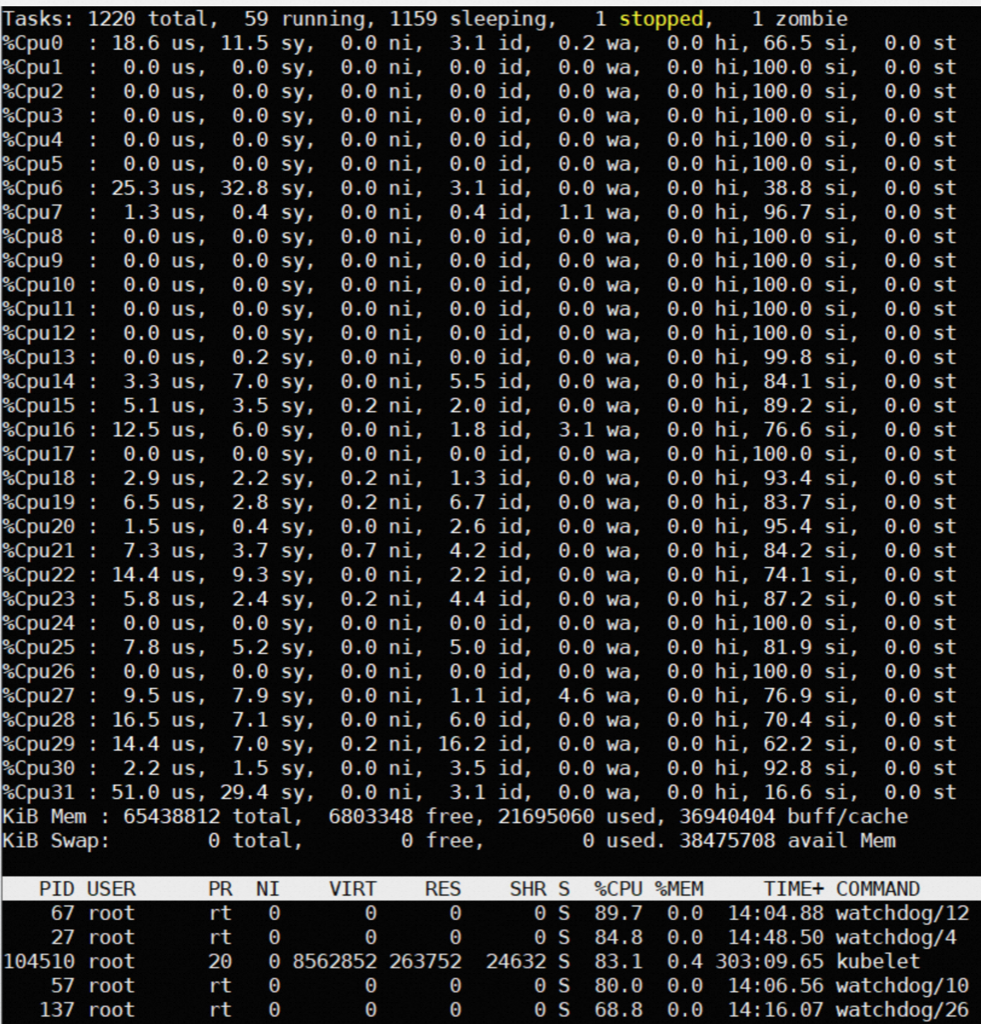 Tasks: 1220 total,  59 running, 1159 sleeping,   1 stopped,   1 zombie
%Cpu0  : 18.6 us, 11.5 sy,  0.0 ni,  3.1 id,  0.2 wa,  0.0 hi, 66.5 si,  0.0 st
%Cpu1  :  0.0 us,  0.0 sy,  0.0 ni,  0.0 id,  0.0 wa,  0.0 hi,100.0 si,  0.0 st
%Cpu2  :  0.0 us,  0.0 sy,  0.0 ni,  0.0 id,  0.0 wa,  0.0 hi,100.0 si,  0.0 st
%Cpu3  :  0.0 us,  0.0 sy,  0.0 ni,  0.0 id,  0.0 wa,  0.0 hi,100.0 si,  0.0 st
%Cpu4  :  0.0 us,  0.0 sy,  0.0 ni,  0.0 id,  0.0 wa,  0.0 hi,100.0 si,  0.0 st
%Cpu5  :  0.0 us,  0.0 sy,  0.0 ni,  0.0 id,  0.0 wa,  0.0 hi,100.0 si,  0.0 st
%Cpu6  : 25.3 us, 32.8 sy,  0.0 ni,  3.1 id,  0.0 wa,  0.0 hi, 38.8 si,  0.0 st
%Cpu7  :  1.3 us,  0.4 sy,  0.0 ni,  0.4 id,  1.1 wa,  0.0 hi, 96.7 si,  0.0 st
%Cpu8  :  0.0 us,  0.0 sy,  0.0 ni,  0.0 id,  0.0 wa,  0.0 hi,100.0 si,  0.0 st
%Cpu9  :  0.0 us,  0.0 sy,  0.0 ni,  0.0 id,  0.0 wa,  0.0 hi,100.0 si,  0.0 st
%Cpu10 :  0.0 us,  0.0 sy,  0.0 ni,  0.0 id,  0.0 wa,  0.0 hi,100.0 si,  0.0 st
%Cpu11 :  0.0 us,  0.0 sy,  0.0 ni,  0.0 id,  0.0 wa,  0.0 hi,100.0 si,  0.0 st
%Cpu12 :  0.0 us,  0.0 sy,  0.0 ni,  0.0 id,  0.0 wa,  0.0 hi,100.0 si,  0.0 st
%Cpu13 :  0.0 us,  0.2 sy,  0.0 ni,  0.0 id,  0.0 wa,  0.0 hi, 99.8 si,  0.0 st
%Cpu14 :  3.3 us,  7.0 sy,  0.0 ni,  5.5 id,  0.0 wa,  0.0 hi, 84.1 si,  0.0 st
%Cpu15 :  5.1 us,  3.5 sy,  0.2 ni,  2.0 id,  0.0 wa,  0.0 hi, 89.2 si,  0.0 st
%Cpu16 : 12.5 us,  6.0 sy,  0.0 ni,  1.8 id,  3.1 wa,  0.0 hi, 76.6 si,  0.0 st
%Cpu17 :  0.0 us,  0.0 sy,  0.0 ni,  0.0 id,  0.0 wa,  0.0 hi,100.0 si,  0.0 st
%Cpu18 :  2.9 us,  2.2 sy,  0.2 ni,  1.3 id,  0.0 wa,  0.0 hi, 93.4 si,  0.0 st
%Cpu19 :  6.5 us,  2.8 sy,  0.2 ni,  6.7 id,  0.0 wa,  0.0 hi, 83.7 si,  0.0 st
%Cpu20 :  1.5 us,  0.4 sy,  0.0 ni,  2.6 id,  0.0 wa,  0.0 hi, 95.4 si,  0.0 st
%Cpu21 :  7.3 us,  3.7 sy,  0.7 ni,  4.2 id,  0.0 wa,  0.0 hi, 84.2 si,  0.0 st
%Cpu22 : 14.4 us,  9.3 sy,  0.0 ni,  2.2 id,  0.0 wa,  0.0 hi, 74.1 si,  0.0 st
%Cpu23 :  5.8 us,  2.4 sy,  0.2 ni,  4.4 id,  0.0 wa,  0.0 hi, 87.2 si,  0.0 st
%Cpu24 :  0.0 us,  0.0 sy,  0.0 ni,  0.0 id,  0.0 wa,  0.0 hi,100.0 si,  0.0 st
%Cpu25 :  7.8 us,  5.2 sy,  0.0 ni,  5.0 id,  0.0 wa,  0.0 hi, 81.9 si,  0.0 st
%Cpu26 :  0.0 us,  0.0 sy,  0.0 ni,  0.0 id,  0.0 wa,  0.0 hi,100.0 si,  0.0 st
%Cpu27 :  9.5 us,  7.9 sy,  0.0 ni,  1.1 id,  4.6 wa,  0.0 hi, 76.9 si,  0.0 st
%Cpu28 : 16.5 us,  7.1 sy,  0.0 ni,  6.0 id,  0.0 wa,  0.0 hi, 70.4 si,  0.0 st
%Cpu29 : 14.4 us,  7.0 sy,  0.2 ni, 16.2 id,  0.0 wa,  0.0 hi, 62.2 si,  0.0 st
%Cpu30 :  2.2 us,  1.5 sy,  0.0 ni,  3.5 id,  0.0 wa,  0.0 hi, 92.8 si,  0.0 st
%Cpu31 : 51.0 us, 29.4 sy,  0.0 ni,  3.1 id,  0.0 wa,  0.0 hi, 16.6 si,  0.0 st
KiB Mem : 65438812 total,  6803348 free, 21695060 used, 36940404 buff/cache
KiB Swap:        0 total,        0 free,        0 used. 38475708 avail Mem
PID USER      PR  NI    VIRT    RES    SHR S  %CPU %MEM     TIME+ COMMAND
67 root      rt   0       0      0      0 S  89.7  0.0  14:04.88 watchdog/12
27 root      rt   0       0      0      0 S  84.8  0.0  14:48.50 watchdog/4
104510 root      20   0 8562852 263752  24632 S  83.1  0.4 303:09.65 kubelet
57 root      rt   0       0      0      0 S  80.0  0.0  14:06.56 watchdog/10
137 root      rt   0       0      0      0 S  68.8  0.0  14:16.07 watchdog/26